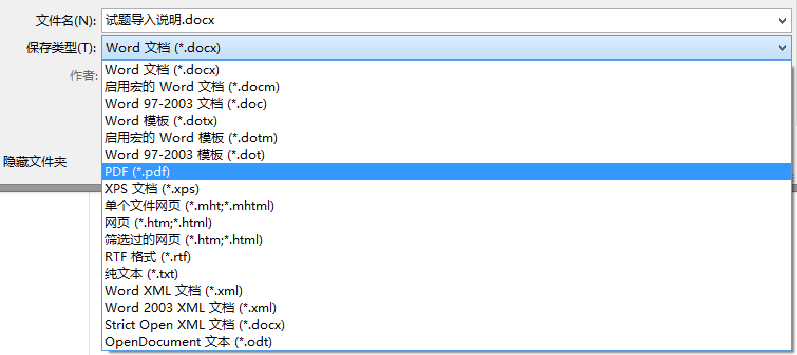 文件名(N): 试题导入说明.docx
保存类型(T): Word 文档 (*.docx)
作者: Word 文档 (*.docx)
启用宏的 Word 文档 (*.docm)
Word 97-2003 文档 (*.doc)
Word 模板 (*.dotx)
启用宏的 Word 模板 (*.dotm)
Word 97-2003 模板 (*.dot)
隐藏文件夹
PDF (*.pdf)
XPS 文档 (*.xps)
单个文件网页 (*.mht;*.mhtml)
网页 (*.htm;*.html)
筛选过的网页 (*.htm;*.html)
RTF 格式 (*.rtf)
纯文本 (*.txt)
Word XML 文档 (*.xml)
Word 2003 XML 文档 (*.xml)
Strict Open XML 文档 (*.docx)
OpenDocument 文本 (*.odt)